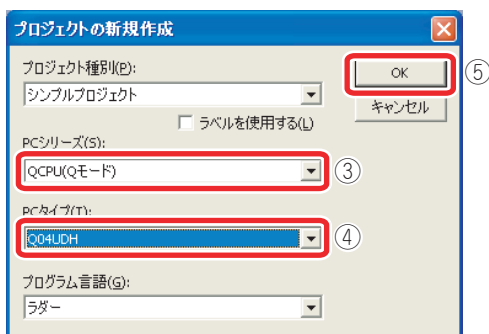 プロジェクトの新規作成
プロジェクト種別(P):
シンプルプロジェクト
ラベルを使用する(L)
OK
⑤
キャンセル
PCシリーズ(S):
QCPU(Qモード)
③
PCタイプ(T):
Q04UDH
④
プログラム言語(G):
ラダー